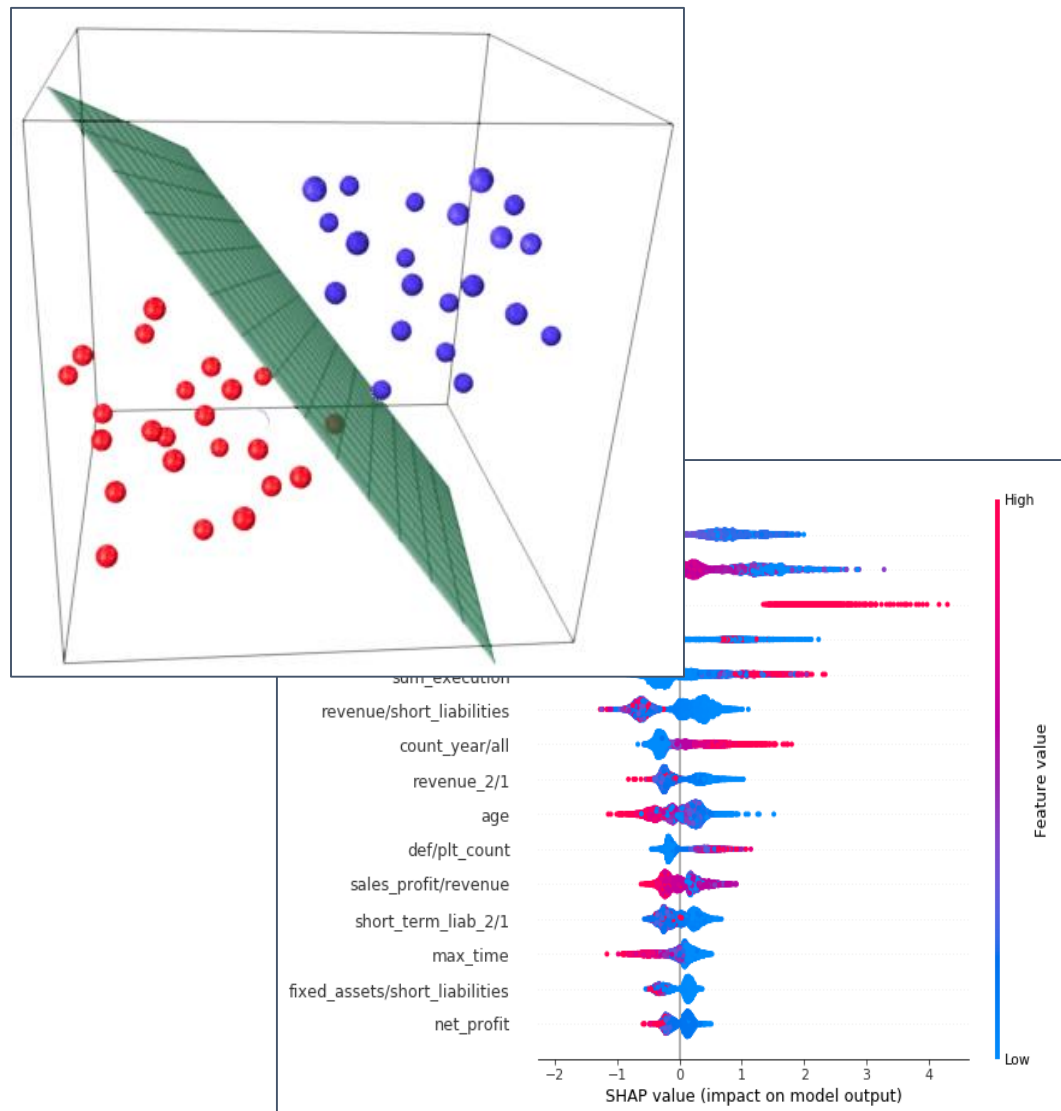 High
sum_execution
revenue/short_liabilities
count_year/all
revenue_2/1
age
def/plt_count
sales_profit/revenue
short_term_liab_2/1
max_time
fixed_assets/short_liabilities
net_profit
Feature value
Low
−2 −1 0 1 2 3 4
SHAP value (impact on model output)